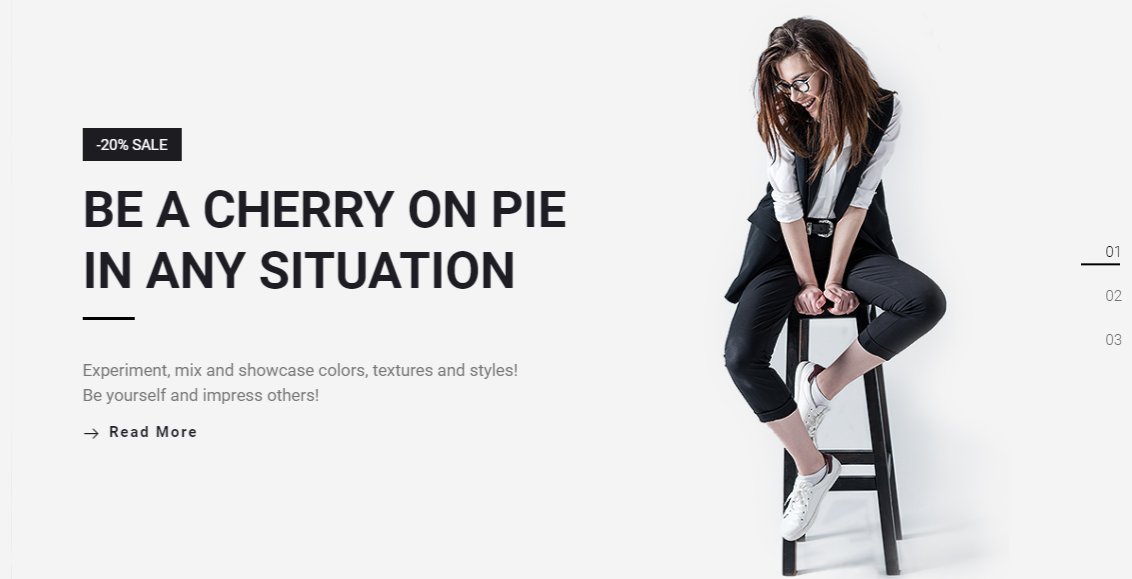 -20% SALE
BE A CHERRY ON PIE
IN ANY SITUATION
Experiment, mix and showcase colors, textures and styles!
Be yourself and impress others!
→ Read More
01
02
03